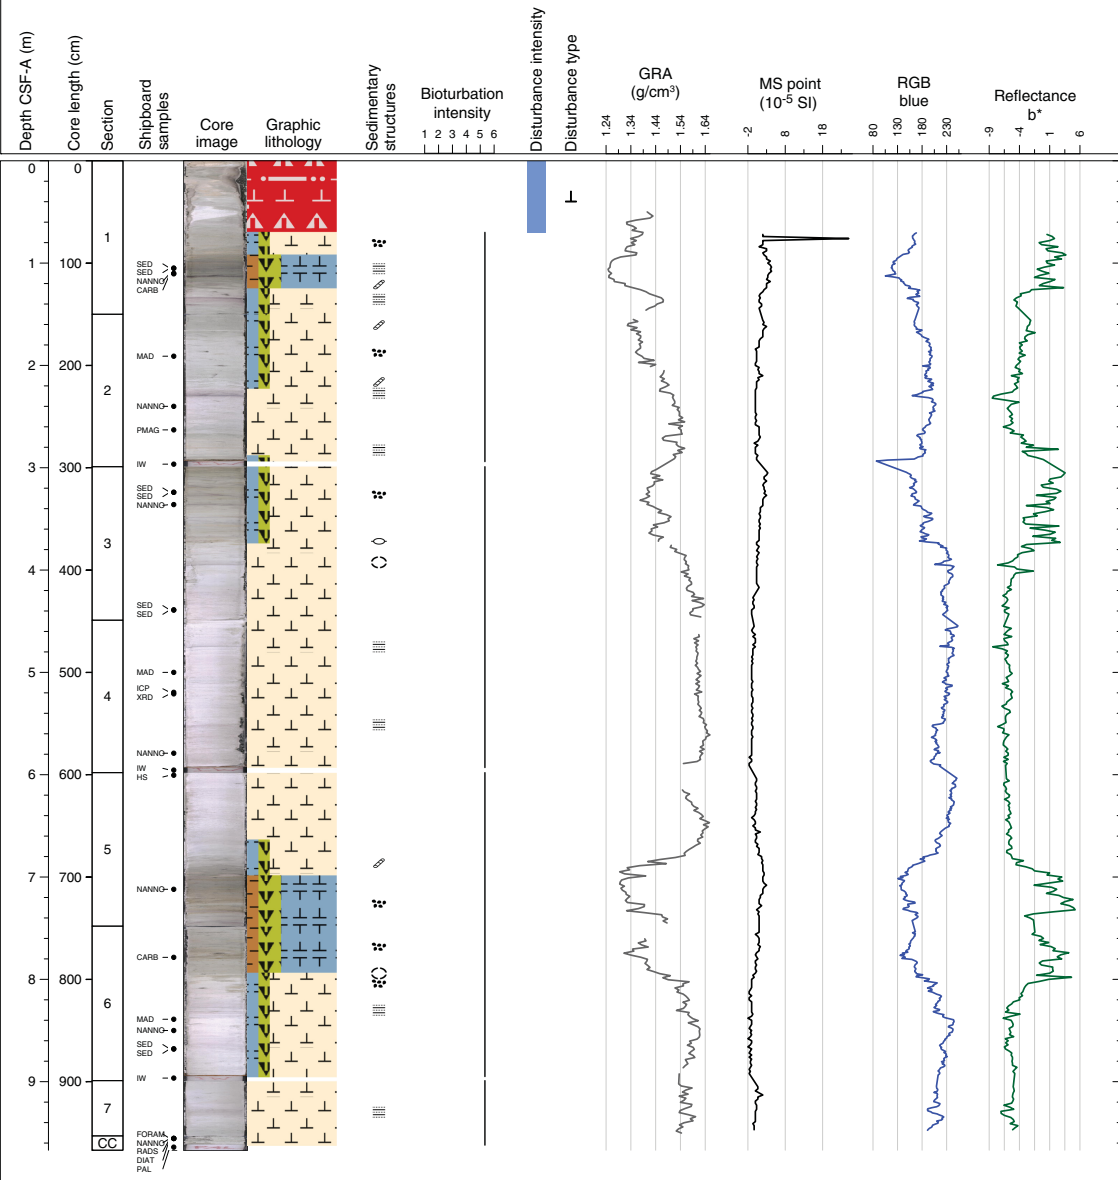 Depth CSF-A (m)
Core length (cm)
Section
Shipboard
samples
Core
image
Graphic
lithology
Sedimentary
structures
Bioturbation
intensity
1 2 3 4 5 6
Disturbance intensity
Disturbance type
GRA
(g/cm³)
1.24 1.34 1.44 1.54 1.64
MS point
(10⁻⁵ SI)
-2 8 18
RGB
blue
80 130 180 230
Reflectance
b*
-9 -4 1 6
0 0
1
SED
1 100
SED
NANNO
CARB
MAD
2 200
2
NANNO
PMAG
IW
3 300
SED
SED
NANNO
3
4 400
SED
SED
MAD
5 500
4
ICP
XRD
NANNO
IW
6 600
HS
5
7 700
NANNO
CARB
8 800
6
MAD
NANNO
SED
SED
IW
9 900
7
FORAM
CC
NANNO
RADS
DIAT
PAL